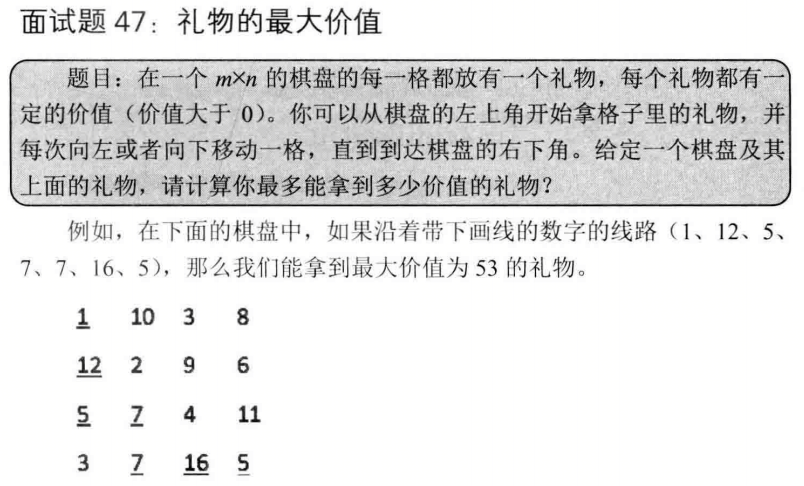 面试题 47：礼物的最大价值
题目：在一个 m×n 的棋盘的每一格都放有一个礼物，每个礼物都有一
定的价值（价值大于 0）。你可以从棋盘的左上角开始拿格子里的礼物，并
每次向左或者向下移动一格，直到到达棋盘的右下角。给定一个棋盘及其
上面的礼物，请计算你最多能拿到多少价值的礼物？
例如，在下面的棋盘中，如果沿着带下画线的数字的线路（1、12、5、
7、7、16、5），那么我们能拿到最大价值为 53 的礼物。
1 10 3 8
12 2 9 6
5 7 4 11
3 7 16 5